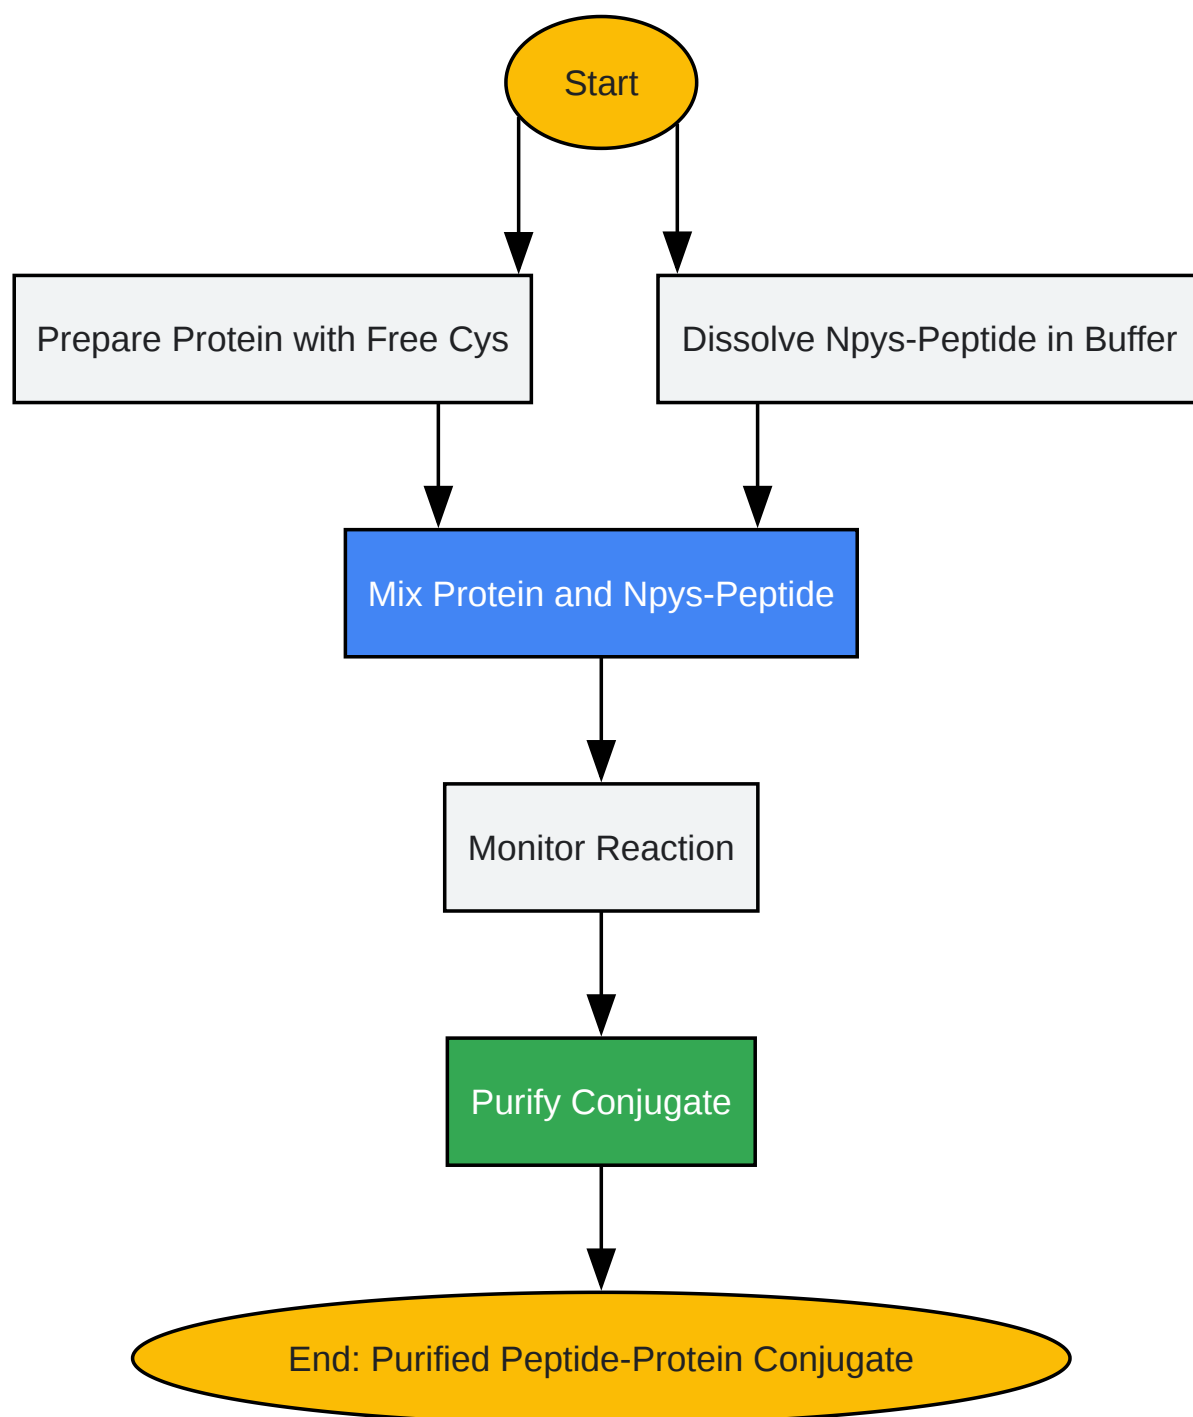 Start
Prepare Protein with Free Cys
Dissolve Npys-Peptide in Buffer
Mix Protein and Npys-Peptide
Monitor Reaction
Purify Conjugate
End: Purified Peptide-Protein Conjugate